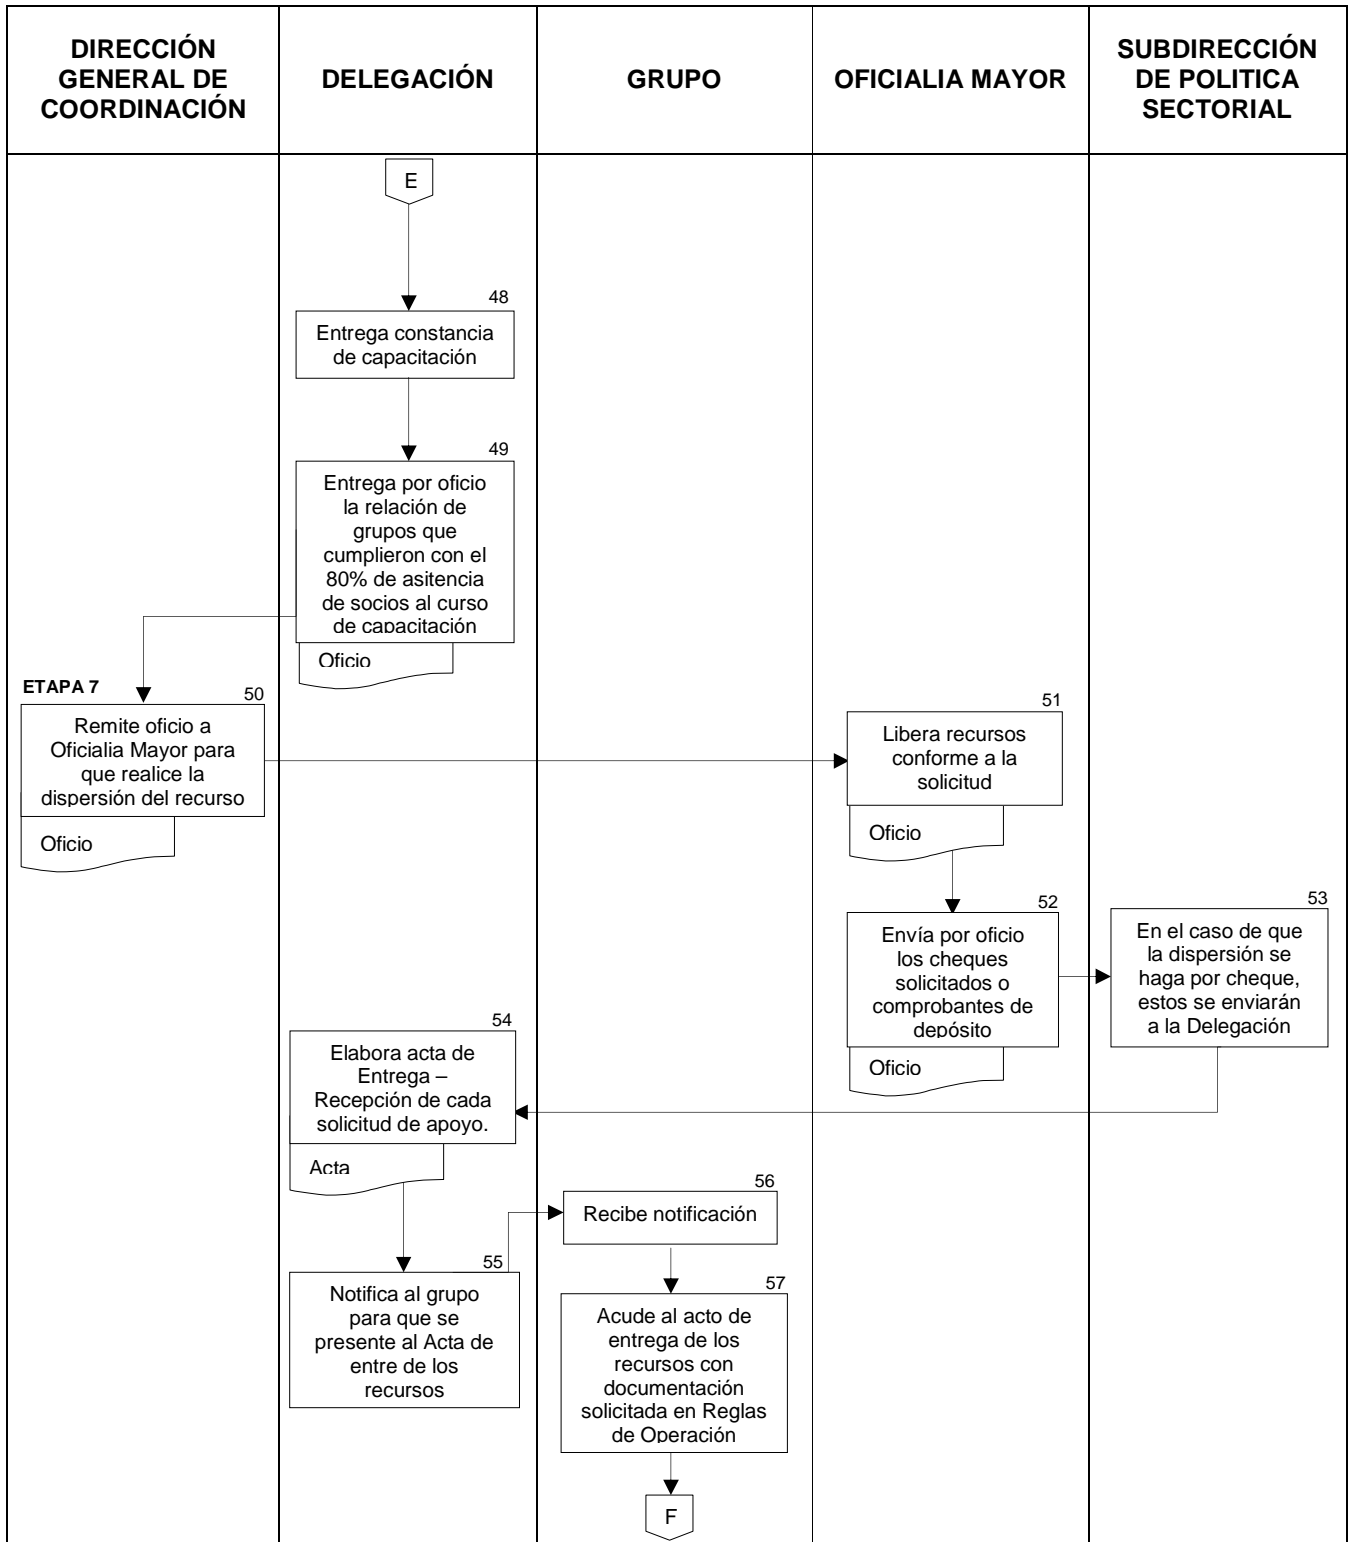 DIRECCIÓN
GENERAL DE
COORDINACIÓN
DELEGACIÓN
GRUPO
OFICIALIA MAYOR
SUBDIRECCIÓN
DE POLITICA
SECTORIAL
E
48
Entrega constancia
de capacitación
49
Entrega por oficio
la relación de
grupos que
cumplieron con el
80% de asitencia
de socios al curso
de capacitación
Oficio
ETAPA 7
50
Remite oficio a
Oficialia Mayor para
que realice la
dispersión del recurso
Oficio
51
Libera recursos
conforme a la
solicitud
Oficio
52
Envía por oficio
los cheques
solicitados o
comprobantes de
depósito
Oficio
53
En el caso de que
la dispersión se
haga por cheque,
estos se enviarán
a la Delegación
54
Elabora acta de
Entrega –
Recepción de cada
solicitud de apoyo.
Acta
55
Notifica al grupo
para que se
presente al Acta de
entre de los
recursos
56
Recibe notificación
57
Acude al acto de
entrega de los
recursos con
documentación
solicitada en Reglas
de Operación
F